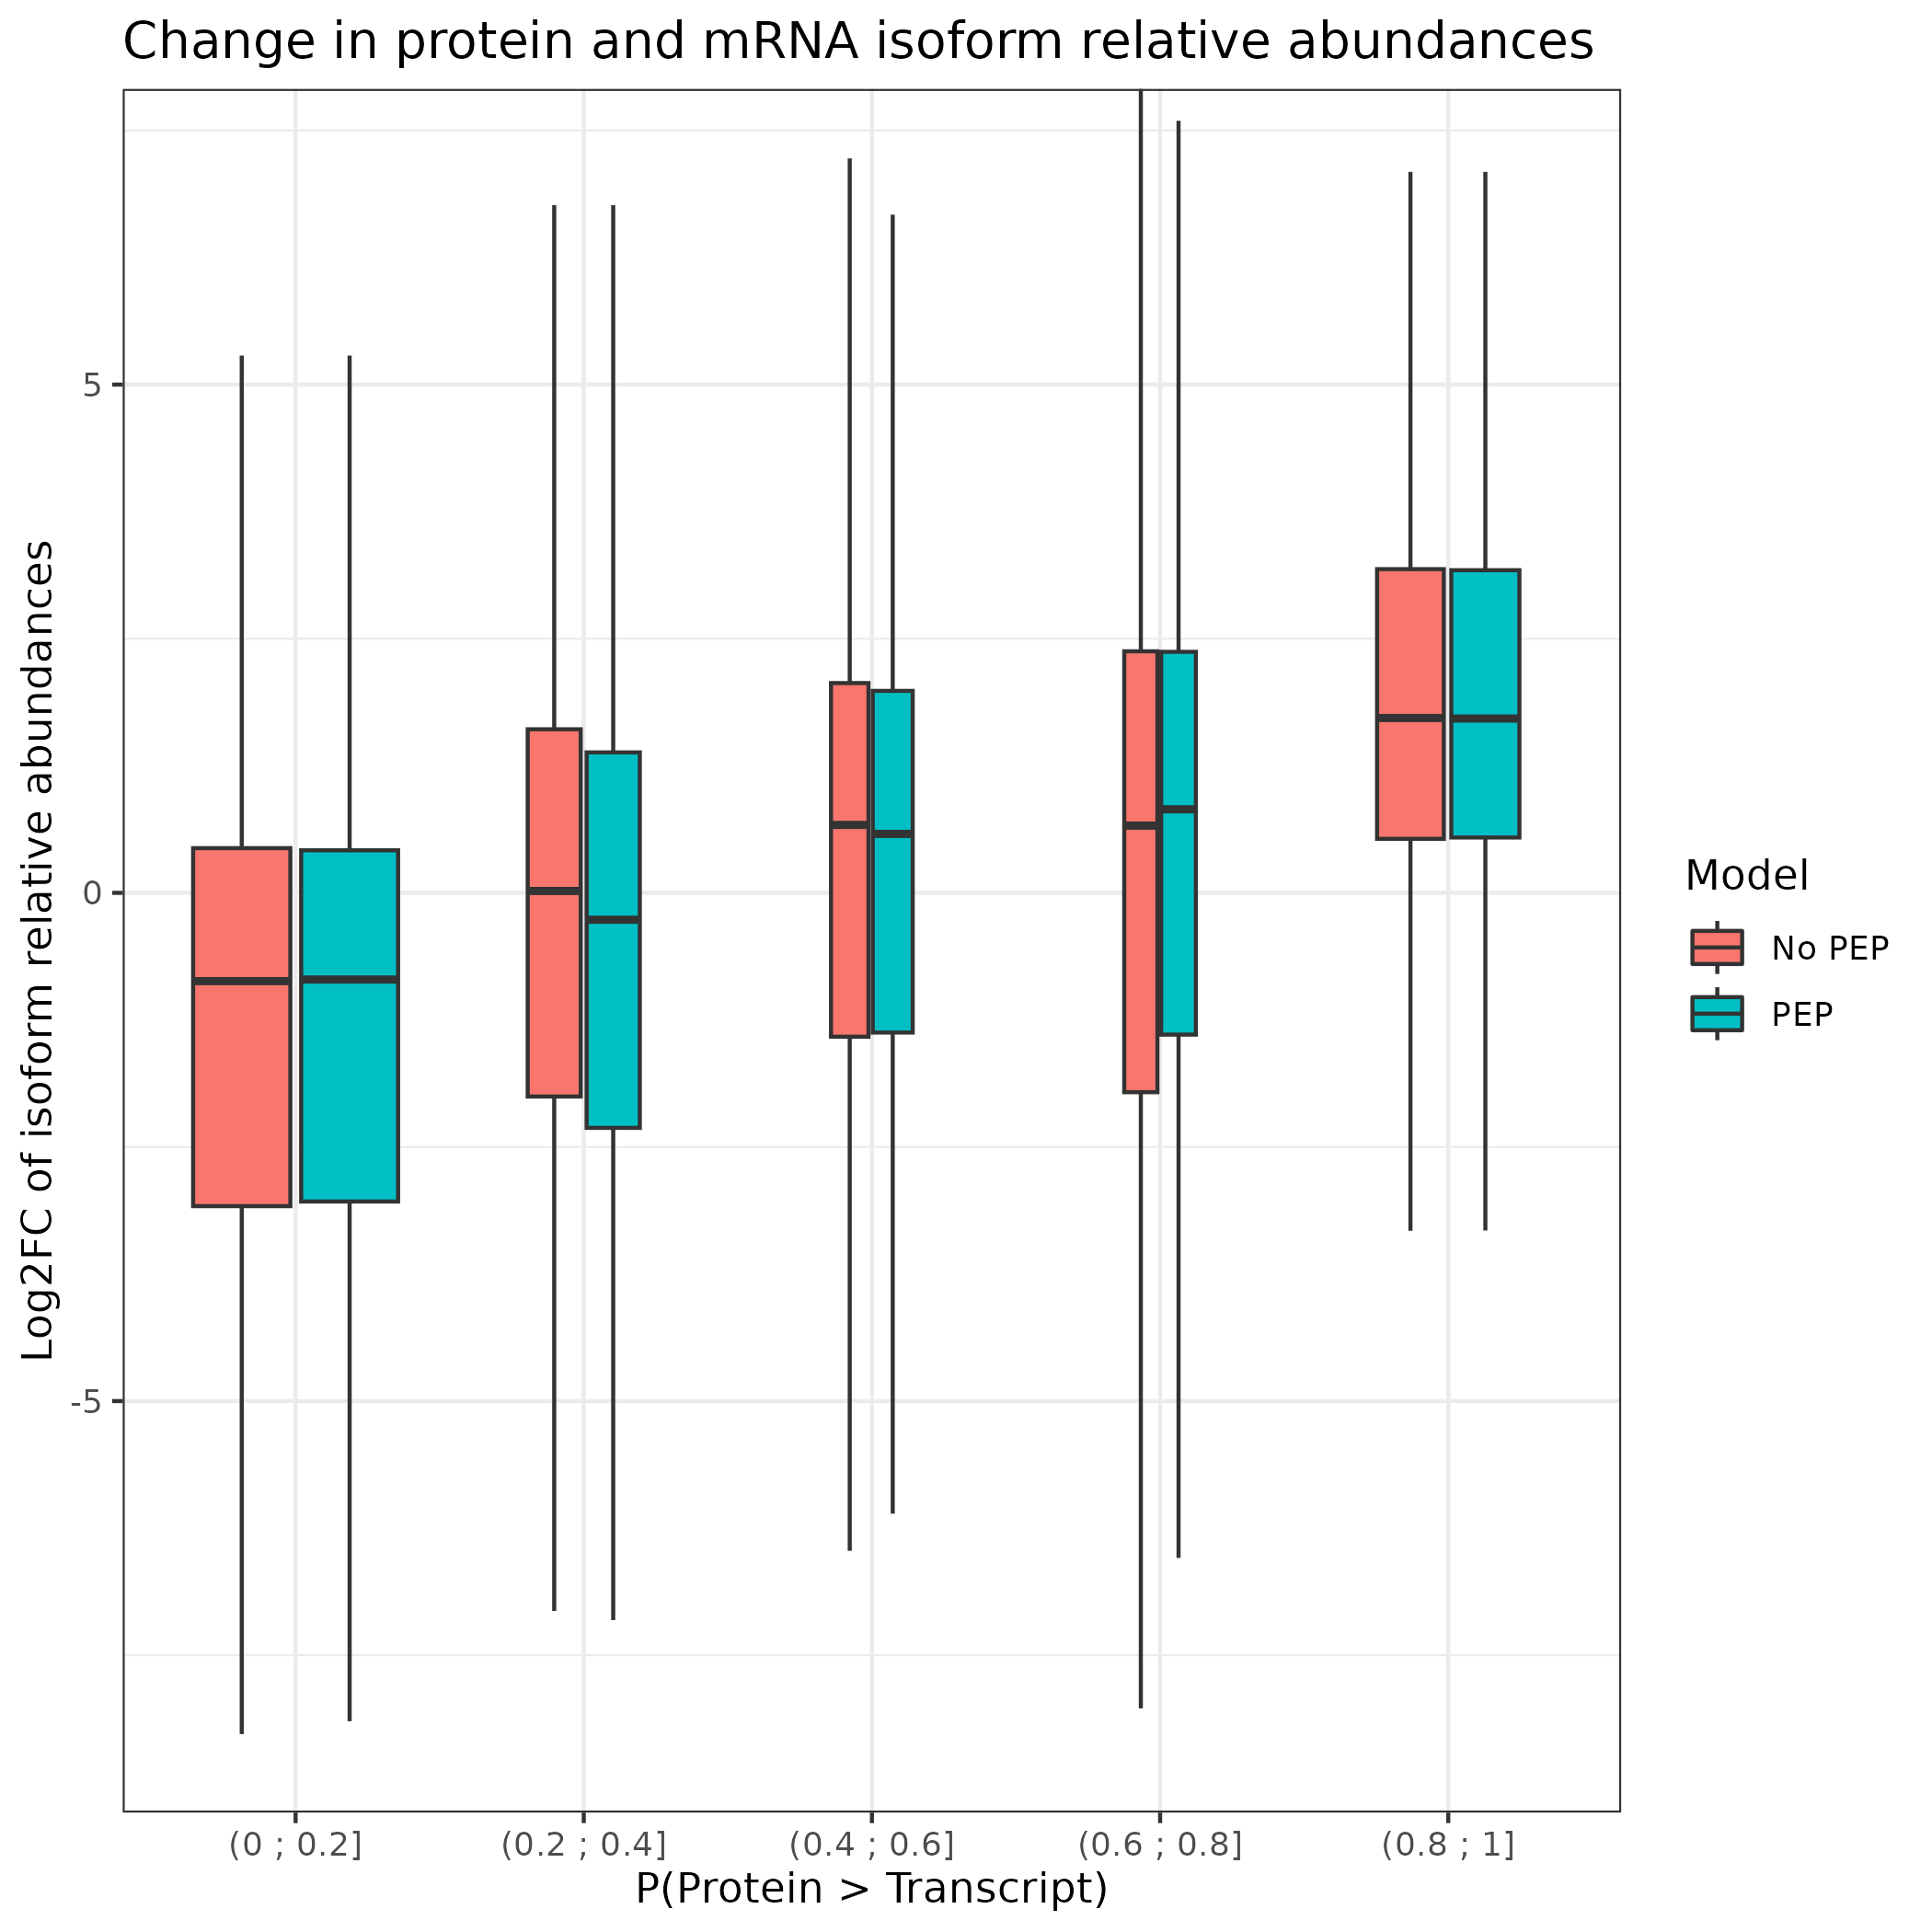 Change in protein and mRNA isoform relative abundances
Log2FC of isoform relative abundances
5
0
-5
(0 ; 0.2]
(0.2 ; 0.4]
(0.4 ; 0.6]
(0.6 ; 0.8]
(0.8 ; 1]
P(Protein > Transcript)
Model
No PEP
PEP